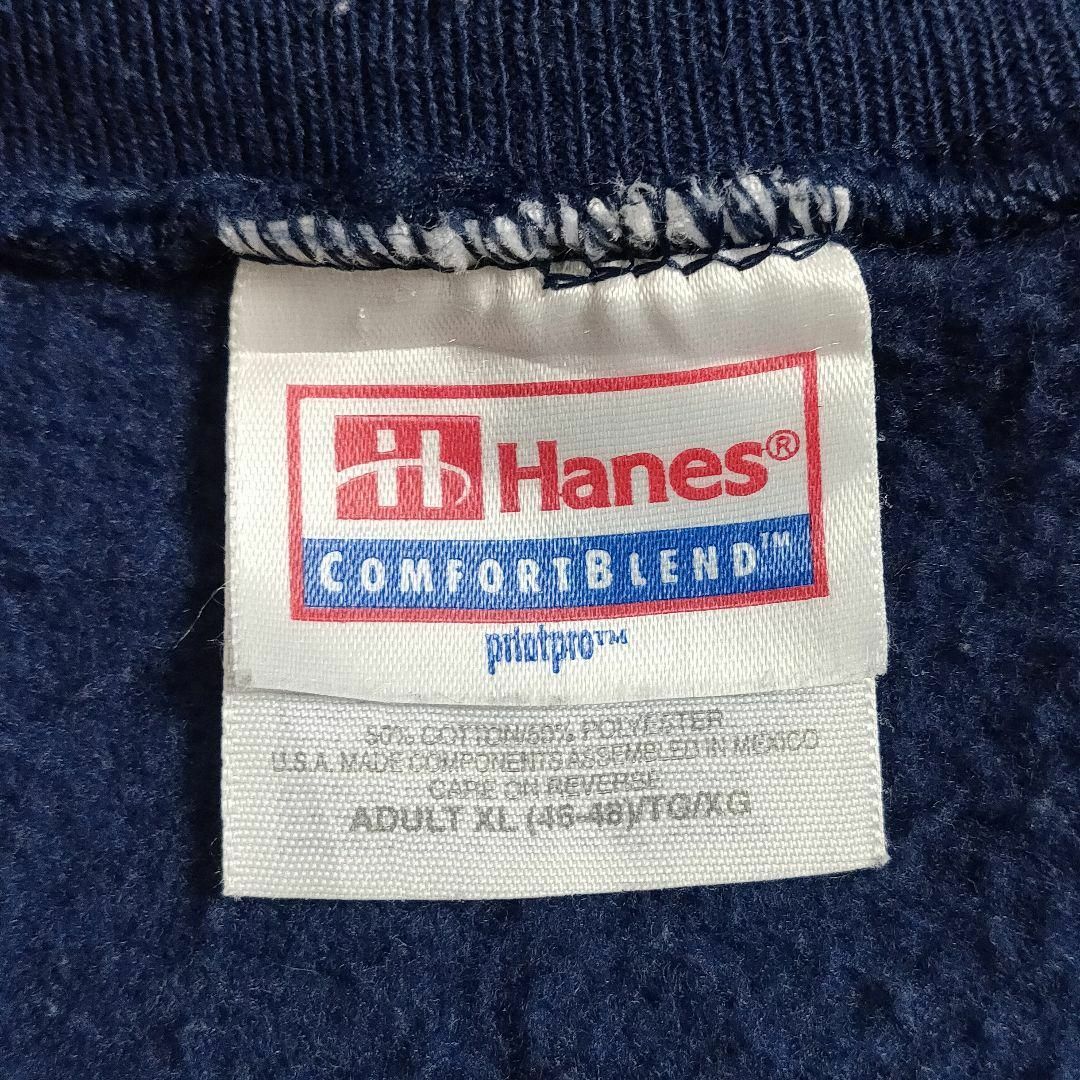 H Hanes®
COMFORTBLEND™
printpro™
50% COTTON/50% POLYESTER
U.S.A. MADE COMPONENTS ASSEMBLED IN MEXICO
CARE ON REVERSE
ADULT XL (46-48)/TG/XG